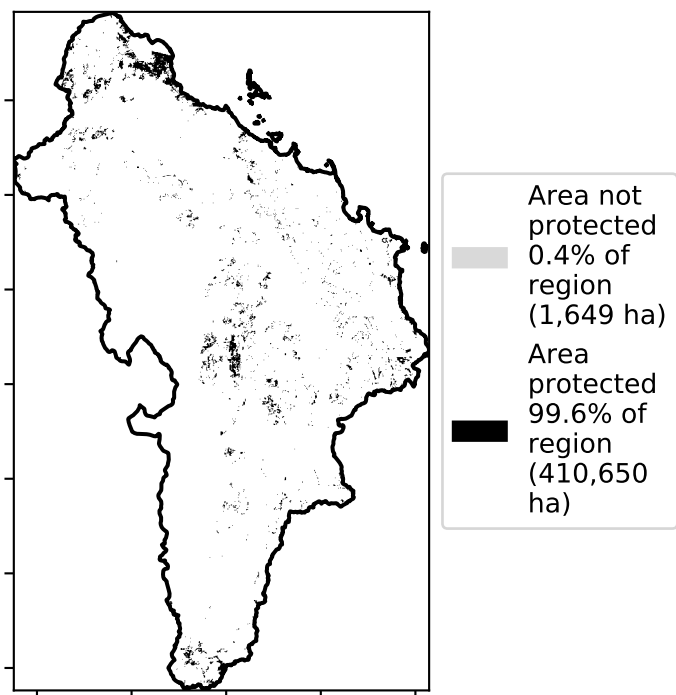 Area not
protected
0.4% of
region
(1,649 ha)
Area
protected
99.6% of
region
(410,650
ha)